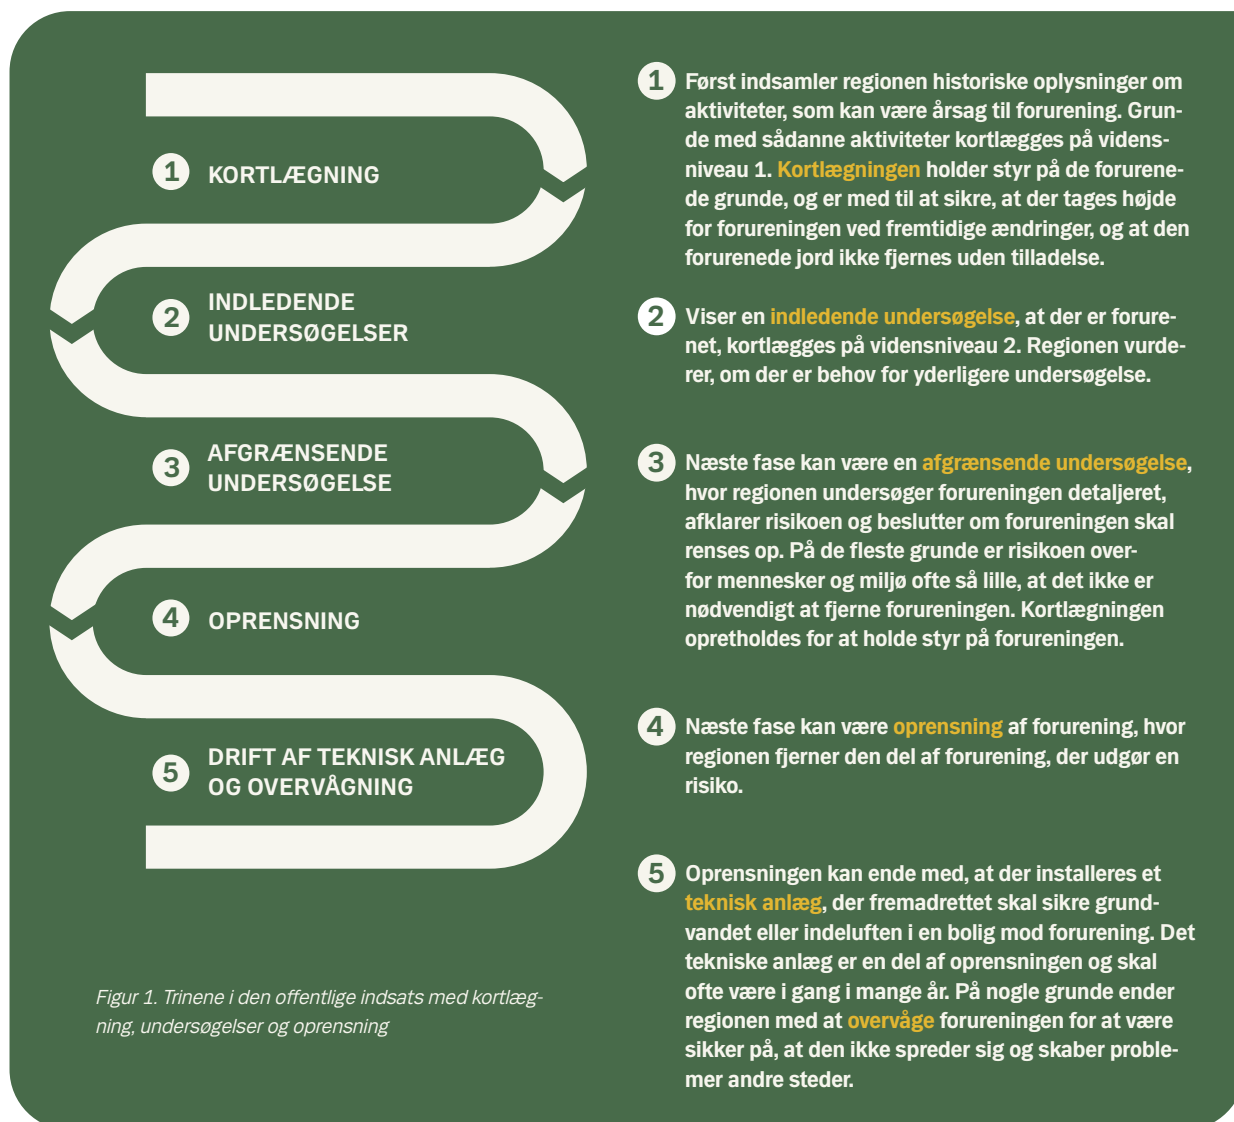 1 KORTLÆGNING
2 INDLEDENDE
UNDERSØGELSER
3 AFGRÆNSENDE
UNDERSØGELSE
4 OPRENSNING
5 DRIFT AF TEKNISK ANLÆG
OG OVERVÅGNING
Figur 1. Trinene i den offentlige indsats med kortlæg-
ning, undersøgelser og oprensning
1 Først indsamler regionen historiske oplysninger om
aktiviteter, som kan være årsag til forurening. Grun-
de med sådanne aktiviteter kortlægges på videns-
niveau 1. Kortlægningen holder styr på de forurene-
de grunde, og er med til at sikre, at der tages højde
for forureningen ved fremtidige ændringer, og at den
forurenede jord ikke fjernes uden tilladelse.
2 Viser en indledende undersøgelse, at der er forure-
net, kortlægges på vidensniveau 2. Regionen vurde-
rer, om der er behov for yderligere undersøgelse.
3 Næste fase kan være en afgrænsende undersøgelse,
hvor regionen undersøger forureningen detaljeret,
afklarer risikoen og beslutter om forureningen skal
renses op. På de fleste grunde er risikoen over-
for mennesker og miljø ofte så lille, at det ikke er
nødvendigt at fjerne forureningen. Kortlægningen
opretholdes for at holde styr på forureningen.
4 Næste fase kan være oprensning af forurening, hvor
regionen fjerner den del af forurening, der udgør en
risiko.
5 Oprensningen kan ende med, at der installeres et
teknisk anlæg, der fremadrettet skal sikre grund-
vandet eller indeluften i en bolig mod forurening. Det
tekniske anlæg er en del af oprensningen og skal
ofte være i gang i mange år. På nogle grunde ender
regionen med at overvåge forureningen for at være
sikker på, at den ikke spreder sig og skaber proble-
mer andre steder.